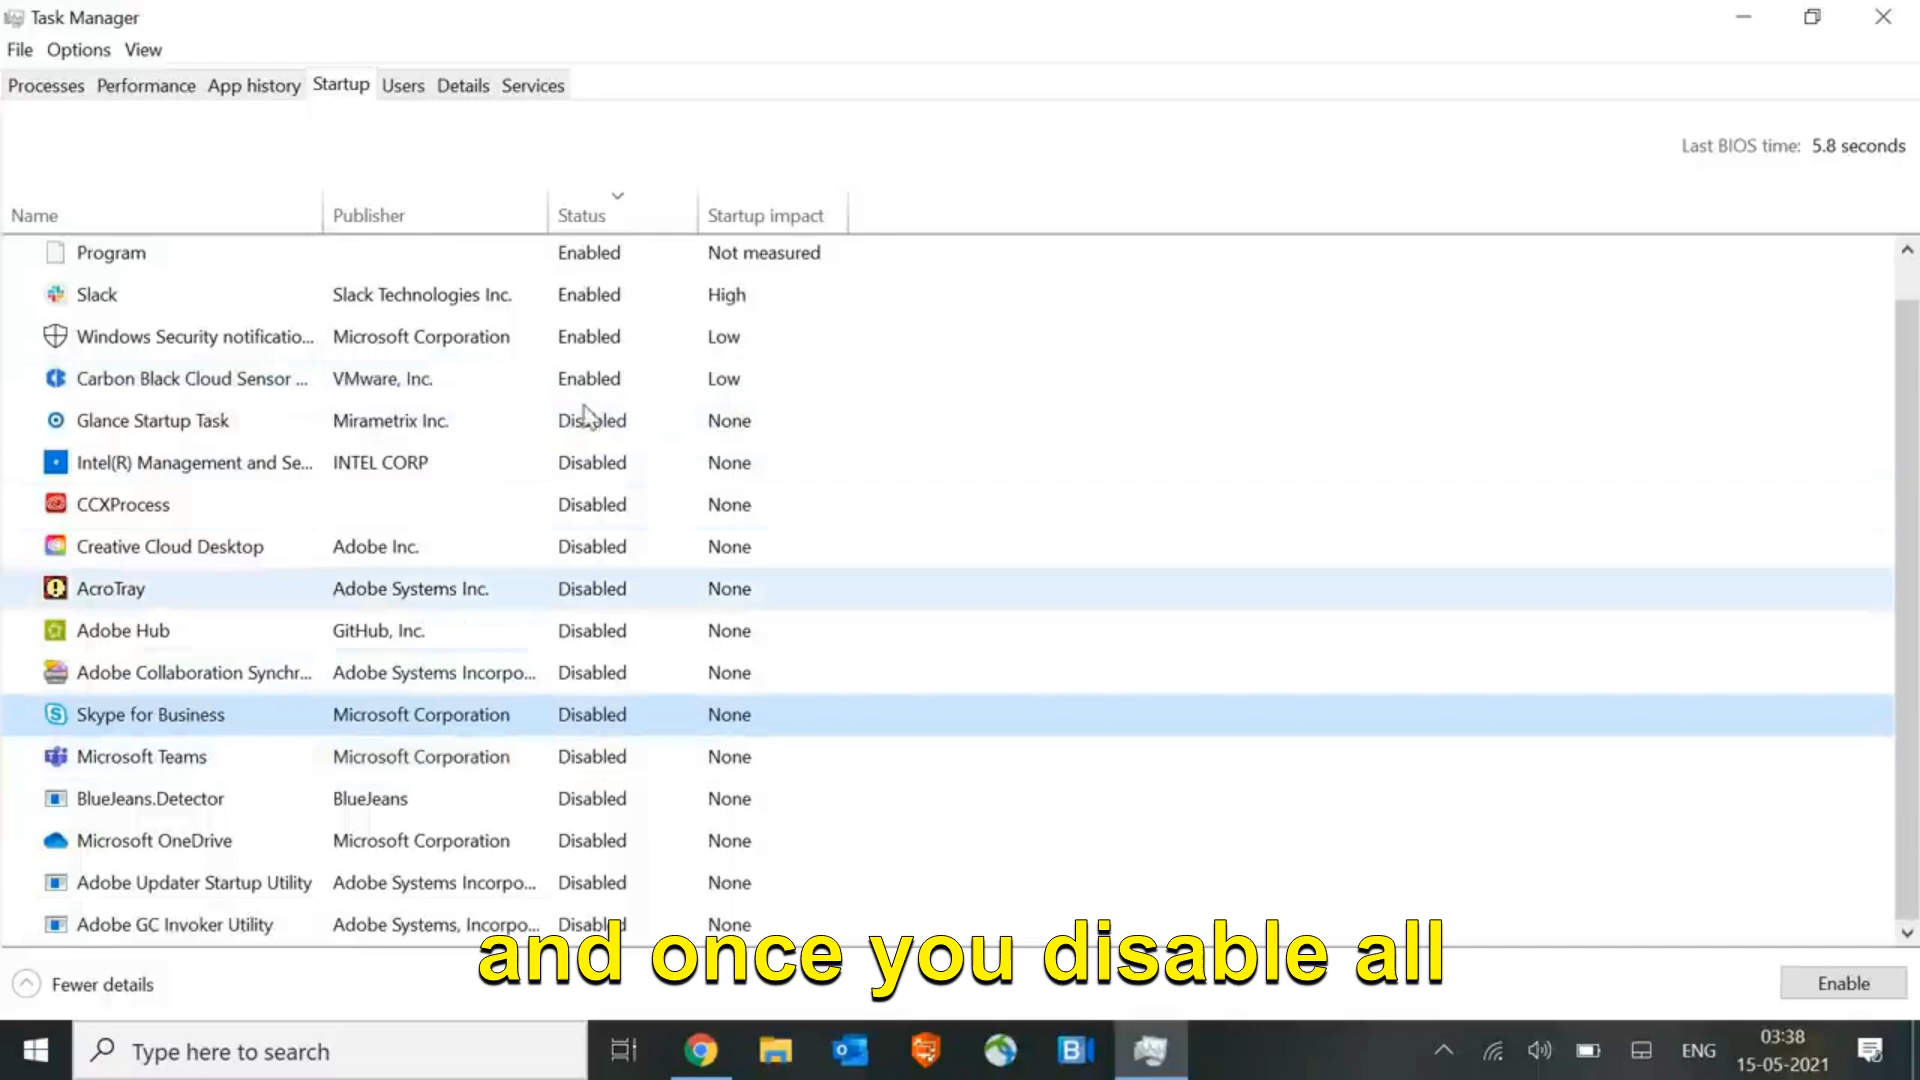 Task Manager
File Options View
Processes Performance App history Startup Users Details Services
Last BIOS time: 5.8 seconds
Name Publisher Status Startup impact
Program Enabled Not measured
Slack Slack Technologies Inc. Enabled High
Windows Security notificatio... Microsoft Corporation Enabled Low
Carbon Black Cloud Sensor ... VMware, Inc. Enabled Low
Glance Startup Task Mirametrix Inc. Disabled None
Intel(R) Management and Se... INTEL CORP Disabled None
CCXProcess Disabled None
Creative Cloud Desktop Adobe Inc. Disabled None
AcroTray Adobe Systems Inc. Disabled None
Adobe Hub GitHub, Inc. Disabled None
Adobe Collaboration Synchr... Adobe Systems Incorpo... Disabled None
Skype for Business Microsoft Corporation Disabled None
Microsoft Teams Microsoft Corporation Disabled None
BlueJeans.Detector BlueJeans Disabled None
Microsoft OneDrive Microsoft Corporation Disabled None
Adobe Updater Startup Utility Adobe Systems Incorpo... Disabled None
Adobe GC Invoker Utility Adobe Systems, Incorpo... Disabled None
and once you disable all
Fewer details Enable
Type here to search ENG 03:38
15-05-2021